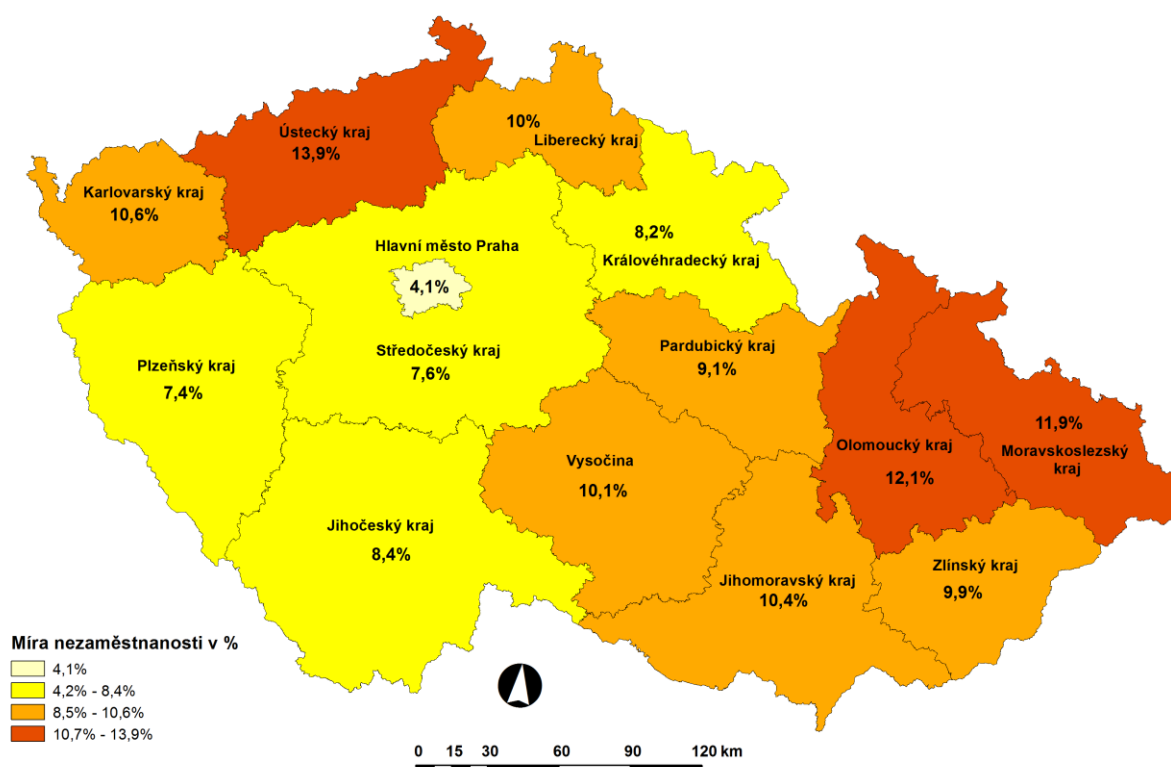 Ústecký kraj
13,9%
10%
Liberecký kraj
Karlovarský kraj
10,6%
8,2%
Královéhradecký kraj
Hlavní město Praha
4,1%
Středočeský kraj
7,6%
Plzeňský kraj
7,4%
Pardubický kraj
9,1%
11,9%
Moravskoslezský
kraj
Olomoucký kraj
12,1%
Vysočina
10,1%
Jihočeský kraj
8,4%
Jihomoravský kraj
10,4%
Zlínský kraj
9,9%
Míra nezaměstnanosti v %
4,1%
4,2% - 8,4%
8,5% - 10,6%
10,7% - 13,9%
0 15 30 60 90 120 km